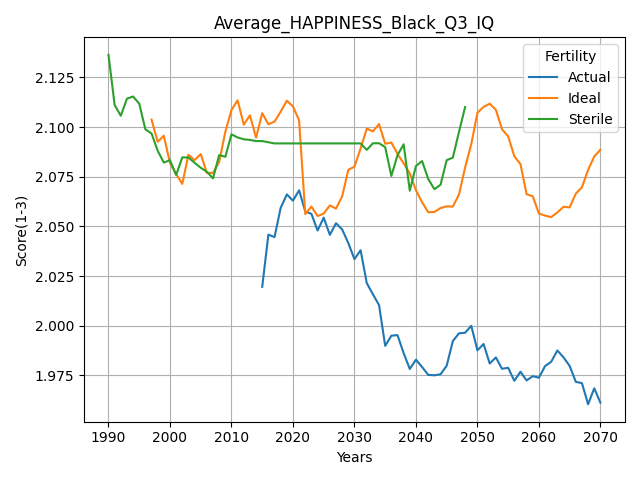 Average_HAPPINESS_Black_Q3_IQ
Fertility
Actual
Ideal
Sterile
Score(1-3)
2.125
2.100
2.075
2.050
2.025
2.000
1.975
1990
2000
2010
2020
2030
2040
2050
2060
2070
Years